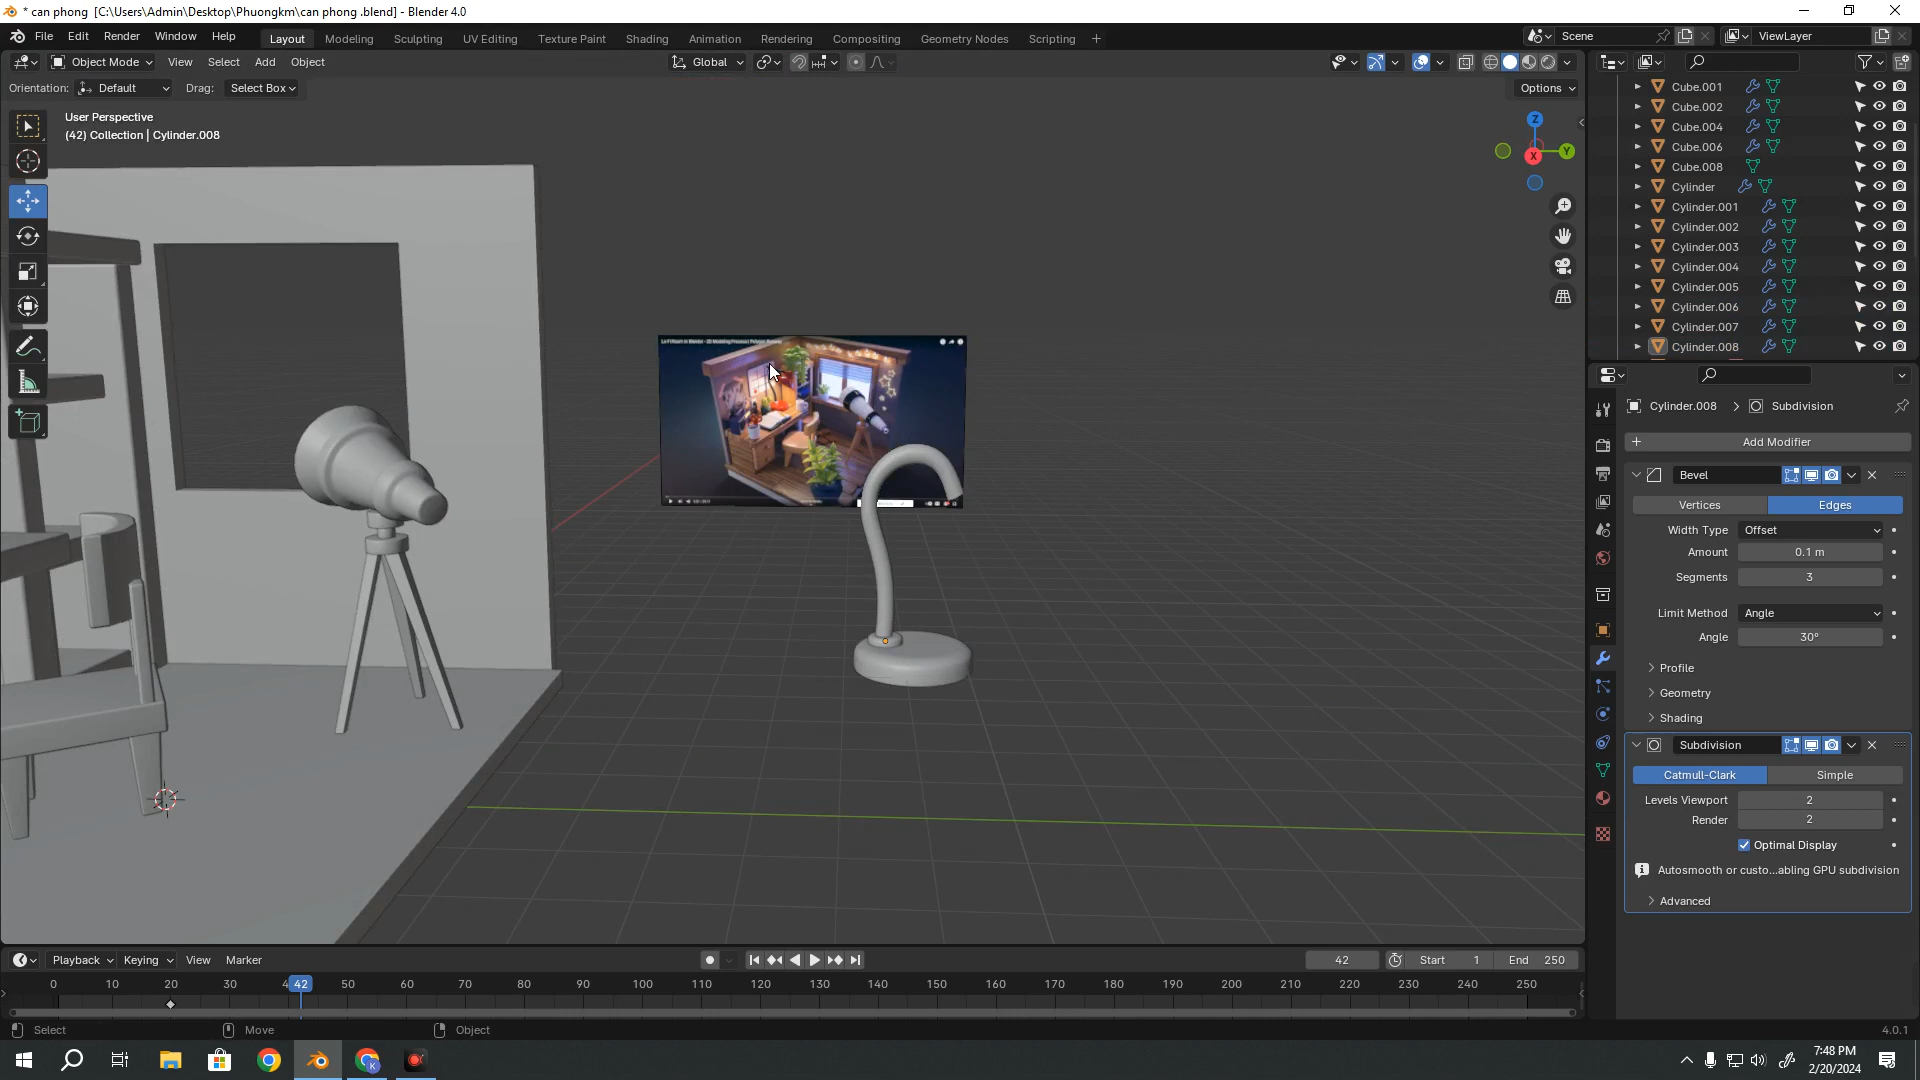 * can phong  [C:\Users\Admin\Desktop\Phuongkm\can phong .blend] - Blender 4.0
File Edit Render Window Help
Layout Modeling Sculpting UV Editing Texture Paint Shading Animation Rendering Compositing Geometry Nodes Scripting +
Scene ViewLayer
Object Mode View Select Add Object Global
Orientation: Default Drag: Select Box Options
User Perspective
(42) Collection | Cylinder.008
Z
Y
X
Cube.001
Cube.002
Cube.004
Cube.006
Cube.008
Cylinder
Cylinder.001
Cylinder.002
Cylinder.003
Cylinder.004
Cylinder.005
Cylinder.006
Cylinder.007
Cylinder.008
Cylinder.008 > Subdivision
+ Add Modifier
Bevel
Vertices Edges
Width Type Offset
Amount 0.1 m
Segments 3
Limit Method Angle
Angle 30°
Profile
Geometry
Shading
Subdivision
Catmull-Clark Simple
Levels Viewport 2
Render 2
Optimal Display
Autosmooth or custo...abling GPU subdivision
Advanced
Playback Keying View Marker 42 Start 1 End 250
0 10 20 30 4 42 50 60 70 80 90 100 110 120 130 140 150 160 170 180 190 200 210 220 230 240 250
Select Move Object 4.0.1
7:48 PM
2/20/2024